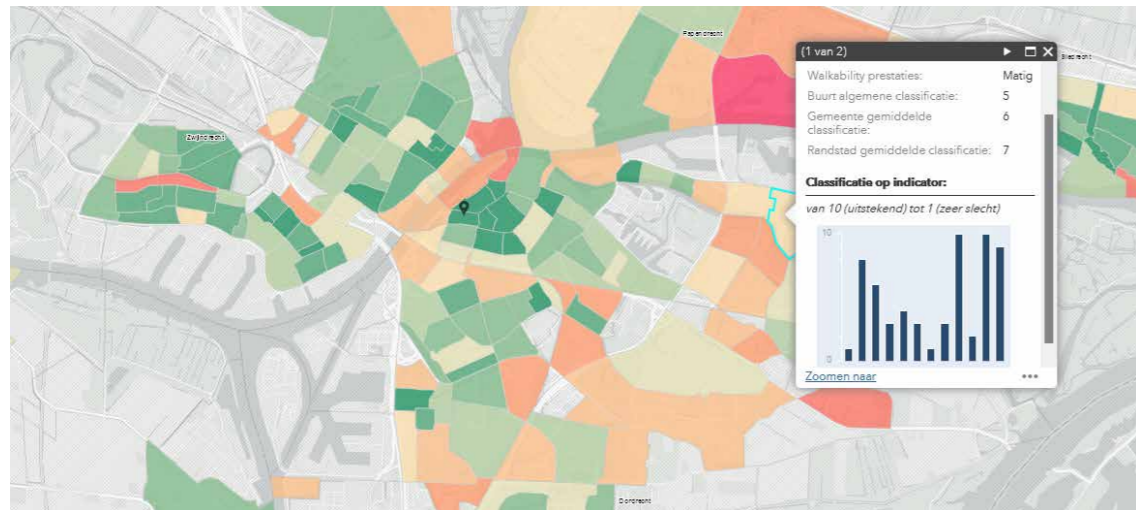 Papendrecht
Sliedrecht
Zwijndrecht
Dordrecht
(1 van 2)
Walkability prestaties: Matig
Buurt algemene classificatie: 5
Gemeente gemiddelde 6
classificatie:
Randstad gemiddelde classificatie: 7
Classificatie op indicator:
van 10 (uitstekend) tot 1 (zeer slecht)
10
0
Zoomen naar